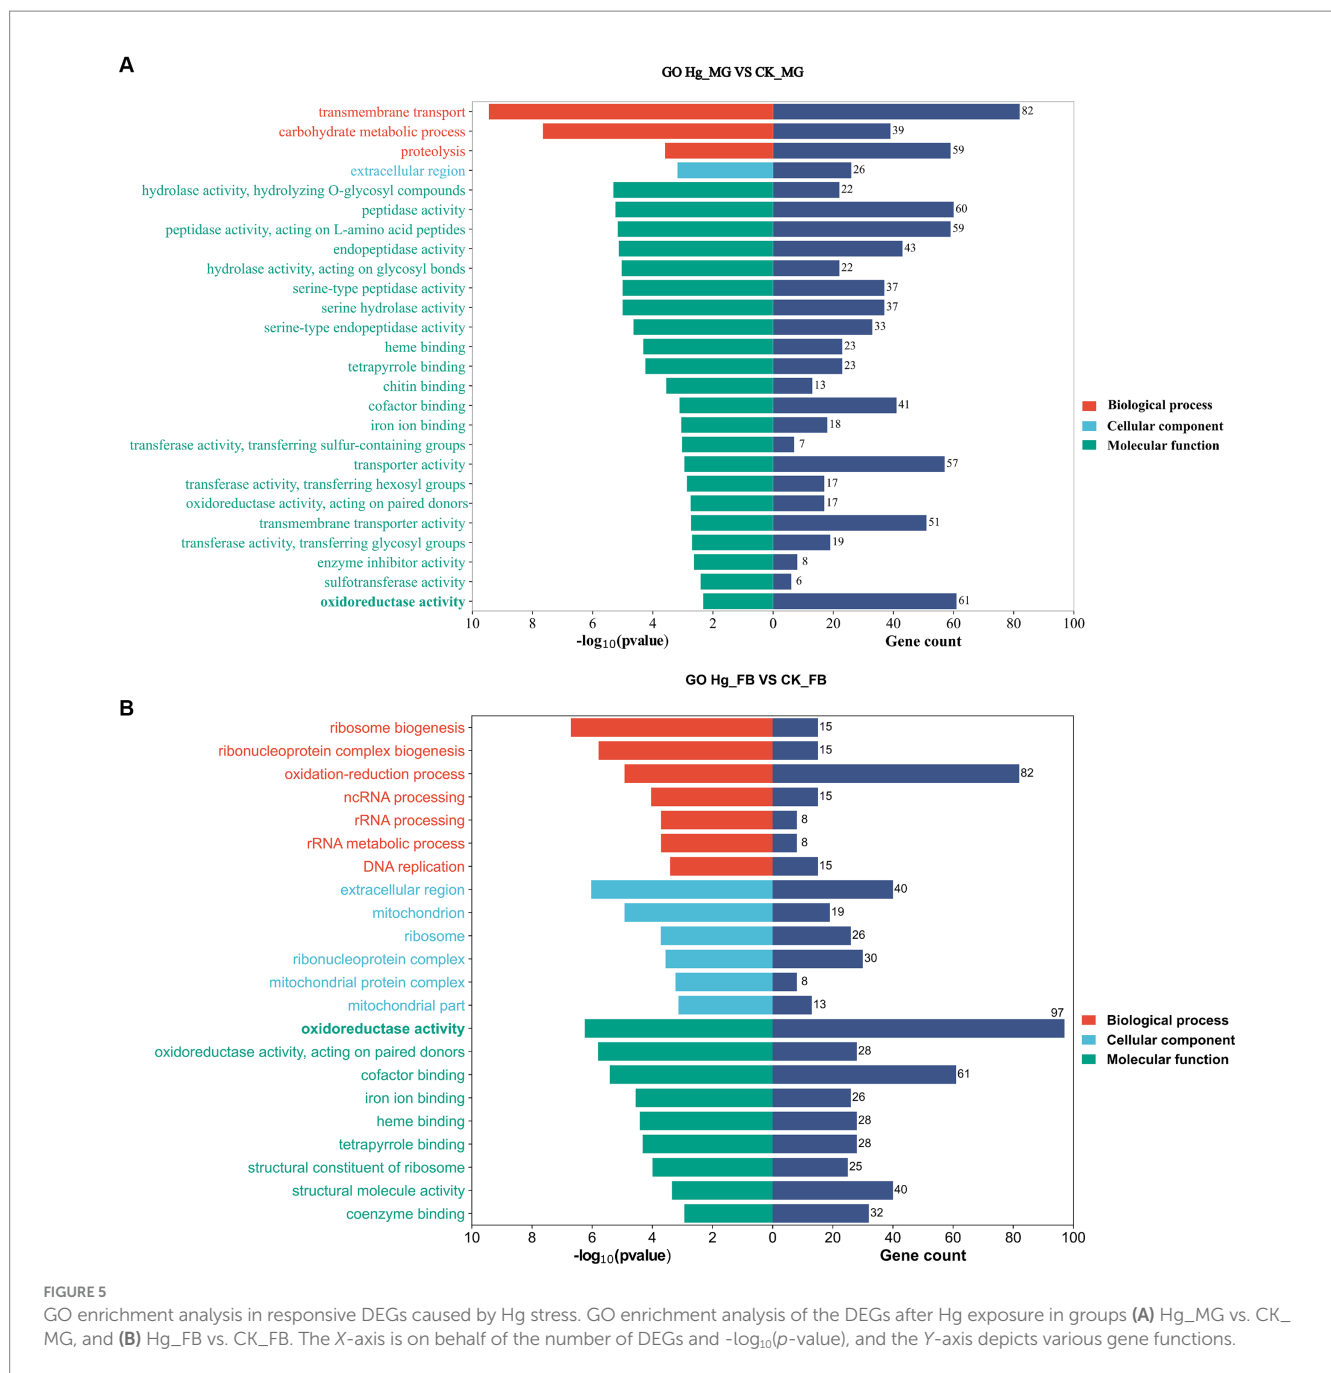 A
GO Hg_MG VS CK_MG
transmembrane transport 82
carbohydrate metabolic process 39
proteolysis 59
extracellular region 26
hydrolase activity, hydrolyzing O-glycosyl compounds 22
peptidase activity 60
peptidase activity, acting on L-amino acid peptides 59
endopeptidase activity 43
hydrolase activity, acting on glycosyl bonds 22
serine-type peptidase activity 37
serine hydrolase activity 37
serine-type endopeptidase activity 33
heme binding 23
tetrapyrrole binding 23
chitin binding 13
cofactor binding 41
iron ion binding 18
transferase activity, transferring sulfur-containing groups 7
transporter activity 57
transferase activity, transferring hexosyl groups 17
oxidoreductase activity, acting on paired donors 17
transmembrane transporter activity 51
transferase activity, transferring glycosyl groups 19
enzyme inhibitor activity 8
sulfotransferase activity 6
oxidoreductase activity 61
10 8 6 4 2 0 20 40 60 80 100
-log10(pvalue) Gene count
Biological process
Cellular component
Molecular function
GO Hg_FB VS CK_FB
B
ribosome biogenesis 15
ribonucleoprotein complex biogenesis 15
oxidation-reduction process 82
ncRNA processing 15
rRNA processing 8
rRNA metabolic process 8
DNA replication 15
extracellular region 40
mitochondrion 19
ribosome 26
ribonucleoprotein complex 30
mitochondrial protein complex 8
mitochondrial part 13
oxidoreductase activity 97
oxidoreductase activity, acting on paired donors 28
cofactor binding 61
iron ion binding 26
heme binding 28
tetrapyrrole binding 28
structural constituent of ribosome 25
structural molecule activity 40
coenzyme binding 32
10 8 6 4 2 0 20 40 60 80 100
-log10(pvalue) Gene count
Biological process
Cellular component
Molecular function
FIGURE 5
GO enrichment analysis in responsive DEGs caused by Hg stress. GO enrichment analysis of the DEGs after Hg exposure in groups (A) Hg_MG vs. CK_
MG, and (B) Hg_FB vs. CK_FB. The X-axis is on behalf of the number of DEGs and -log10(p-value), and the Y-axis depicts various gene functions.